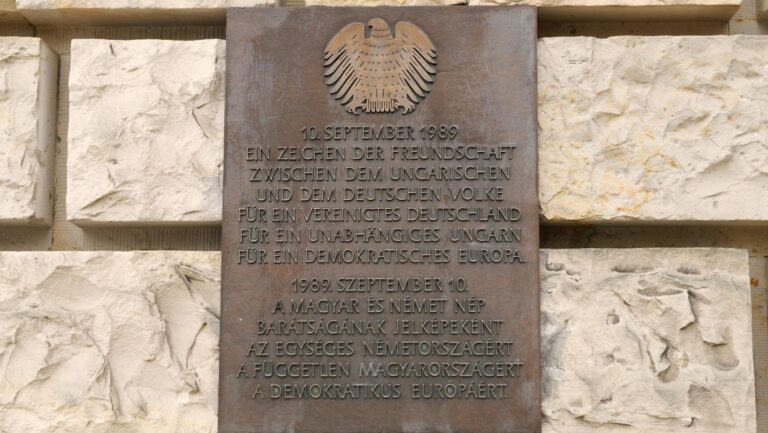 10. SEPTEMBER 1989
EIN ZEICHEN DER FREUNDSCHAFT
ZWISCHEN DEM UNGARISCHEN
UND DEM DEUTSCHEN VOLKE
FÜR EIN VEREINIGTES DEUTSCHLAND
FÜR EIN UNABHÄNGIGES UNGARN
FÜR EIN DEMOKRATISCHES EUROPA.
1989. SZEPTEMBER 10.
A MAGYAR ÉS NÉMET NÉP
BARÁTSÁGÁNAK JELKÉPEKÉNT
AZ EGYSÉGES NÉMETORSZÁGÉRT
A FÜGGETLEN MAGYARORSZÁGÉRT
A DEMOKRATIKUS EURÓPÁÉRT.